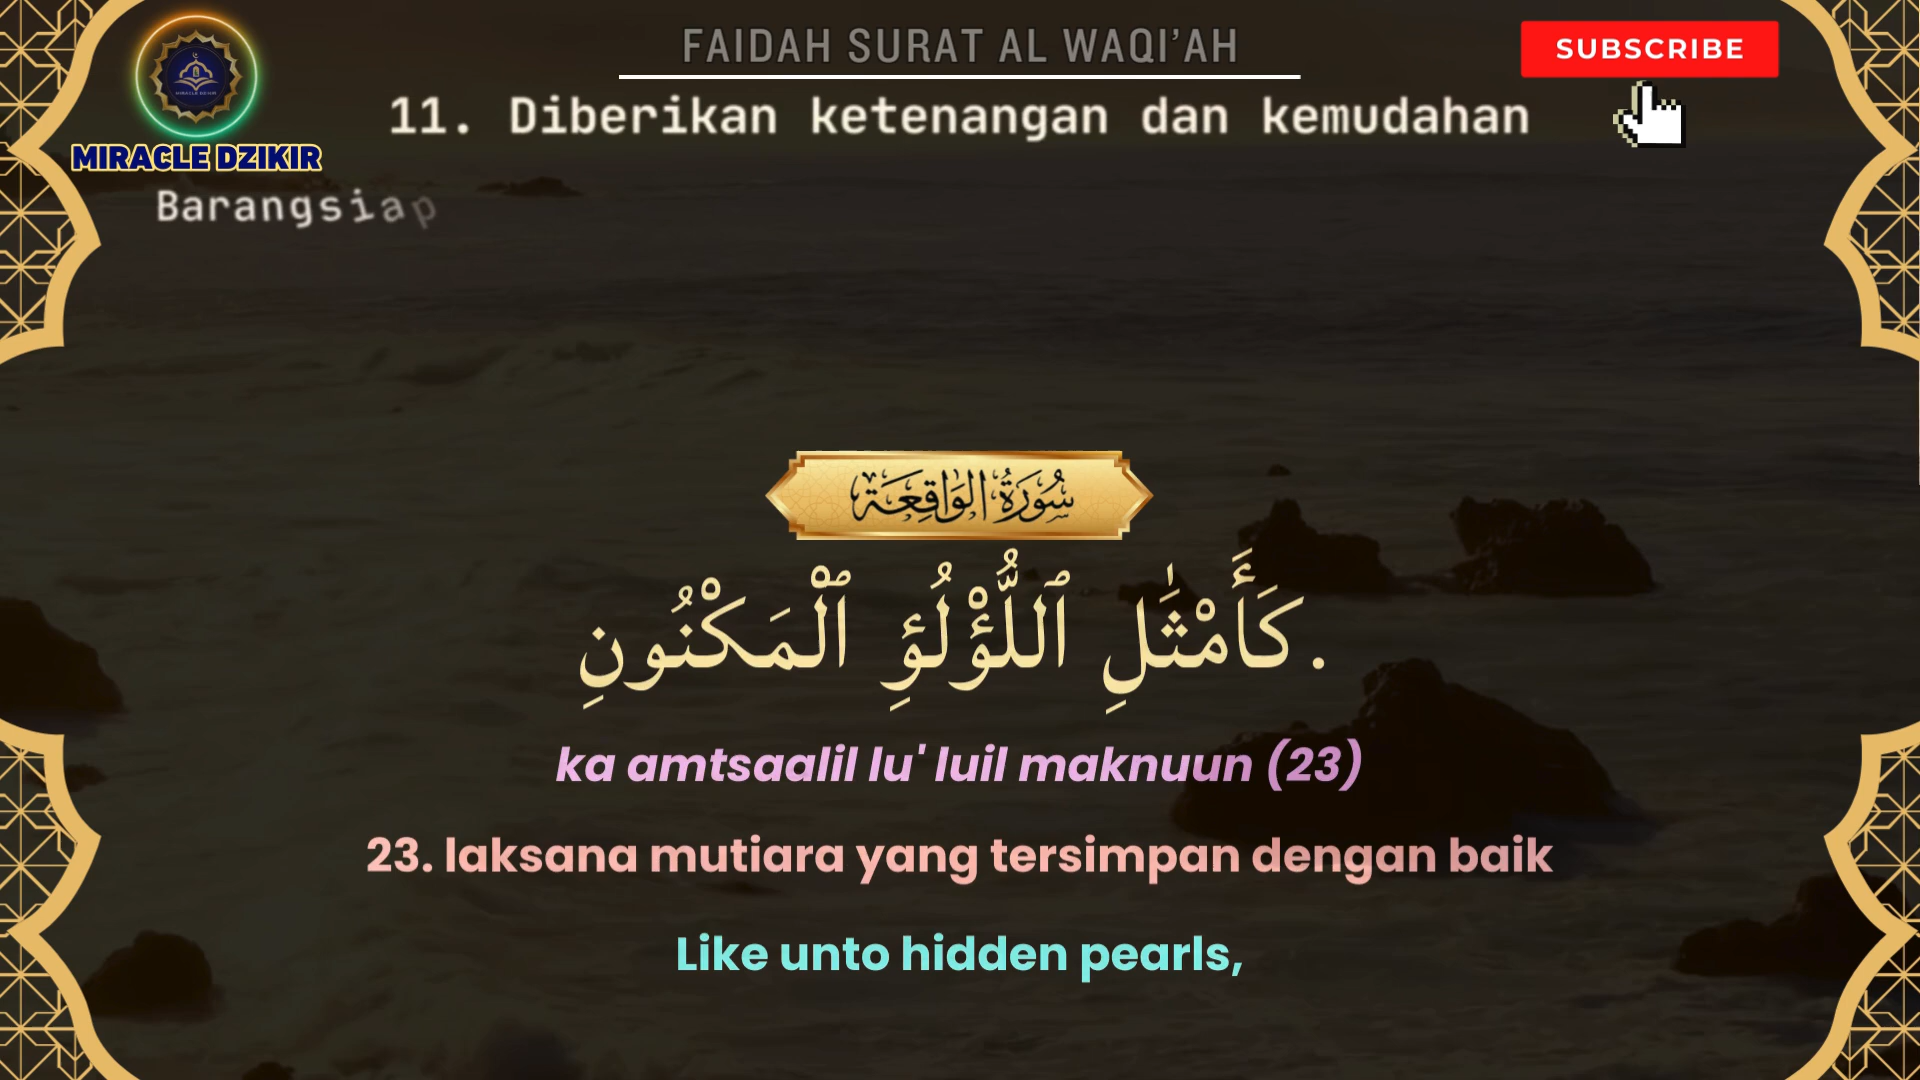 FAIDAH SURAT AL WAQI’AH
SUBSCRIBE
11. Diberikan ketenangan dan kemudahan
MIRACLE DZIKIR
Barangsiap
سُورَةُ الوَاقِعَة
كَأَمْثَٰلِ ٱللُّؤْلُؤِ ٱلْمَكْنُونِ.
ka amtsaalil lu' luil maknuun (23)
23. laksana mutiara yang tersimpan dengan baik
Like unto hidden pearls,